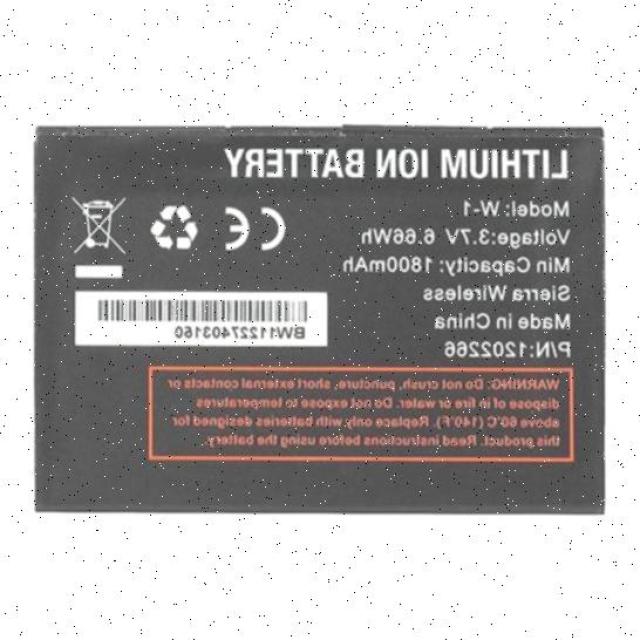 LITHIUM ION BATTERY
Model: W-1
Voltage:3.7V 6.66Wh
Min Capacity: 1800mAh
Sierra Wireless
Made in China
P/N:1202266
BW11227403160
WARNING: Do not crush, puncture, short external contacts or
dispose of in fire or water. Do not expose to temperatures
above 60°C (140°F). Replace only with batteries designed for
this product. Read instructions before using the battery.